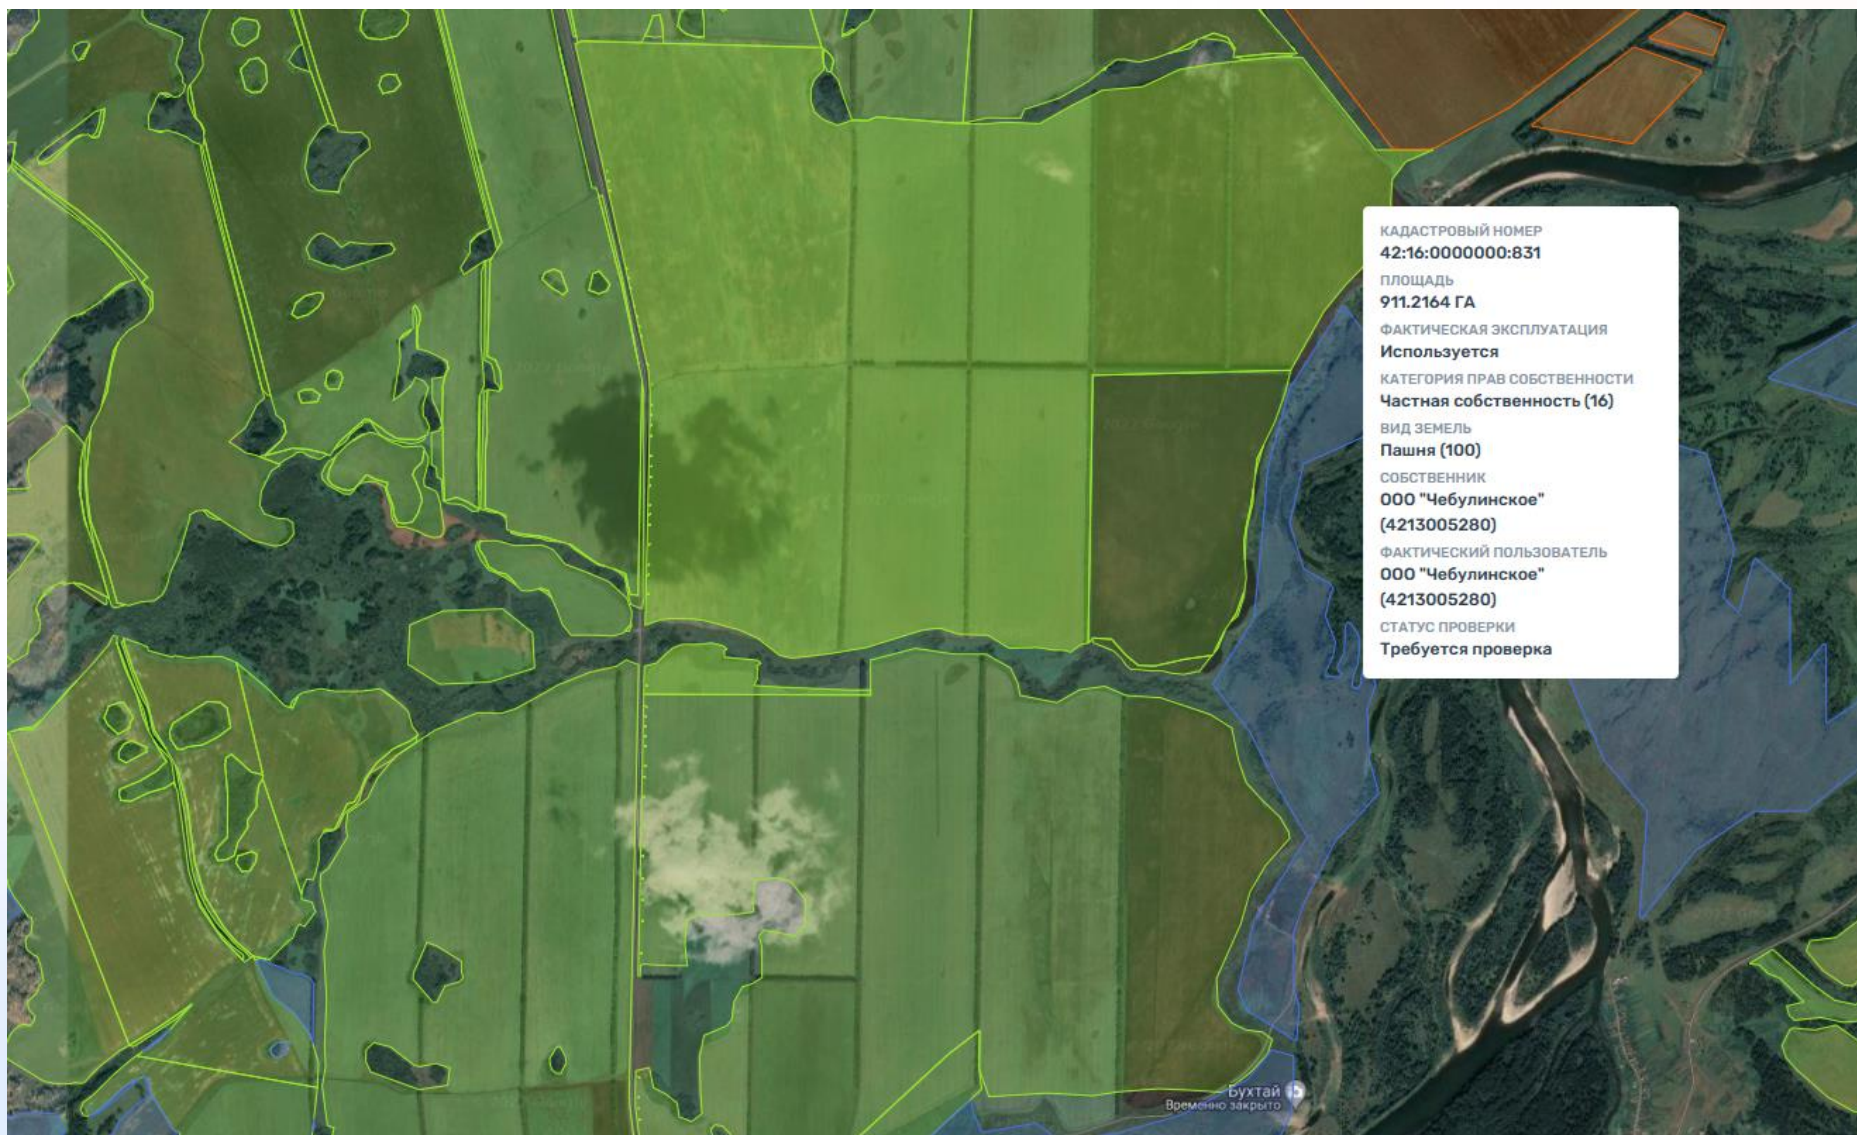 КАДАСТРОВЫЙ НОМЕР
42:16:0000000:831
ПЛОЩАДЬ
911.2164 ГА
ФАКТИЧЕСКАЯ ЭКСПЛУАТАЦИЯ
Используется
КАТЕГОРИЯ ПРАВ СОБСТВЕННОСТИ
Частная собственность (16)
ВИД ЗЕМЕЛЬ
Пашня (100)
СОБСТВЕННИК
ООО "Чебулинское"
(4213005280)
ФАКТИЧЕСКИЙ ПОЛЬЗОВАТЕЛЬ
ООО "Чебулинское"
(4213005280)
СТАТУС ПРОВЕРКИ
Требуется проверка
Бухтай
Временно закрыто